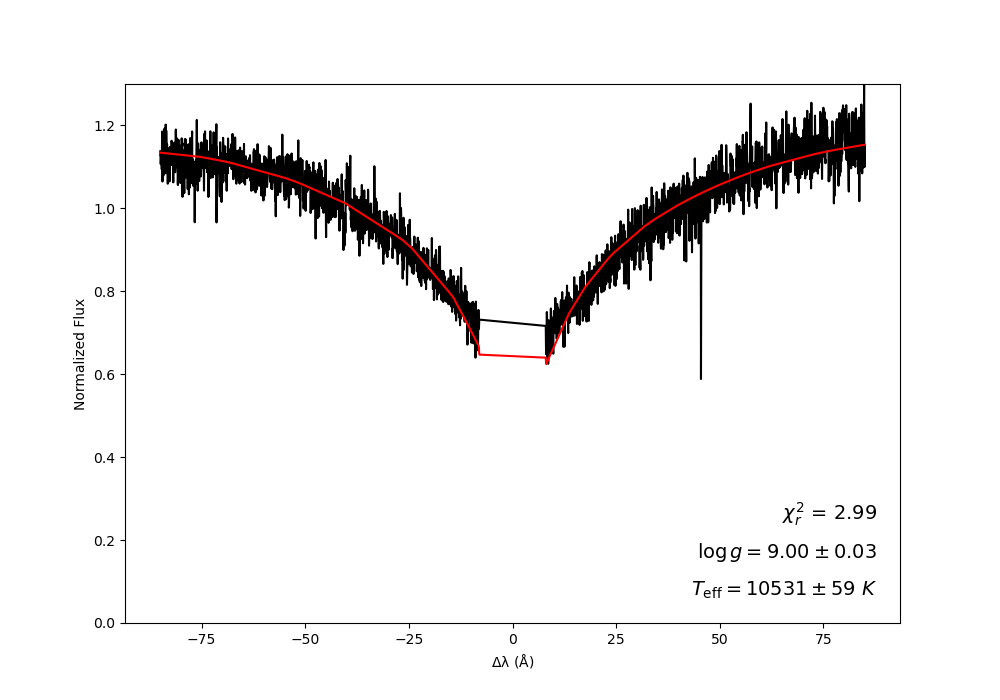 1.2
1.0
0.8
0.6
0.4
0.2
0.0
Normalized Flux
χ²ᵣ = 2.99
log g = 9.00 ± 0.03
T_eff = 10531 ± 59 K
−75 −50 −25 0 25 50 75
Δλ (Å)